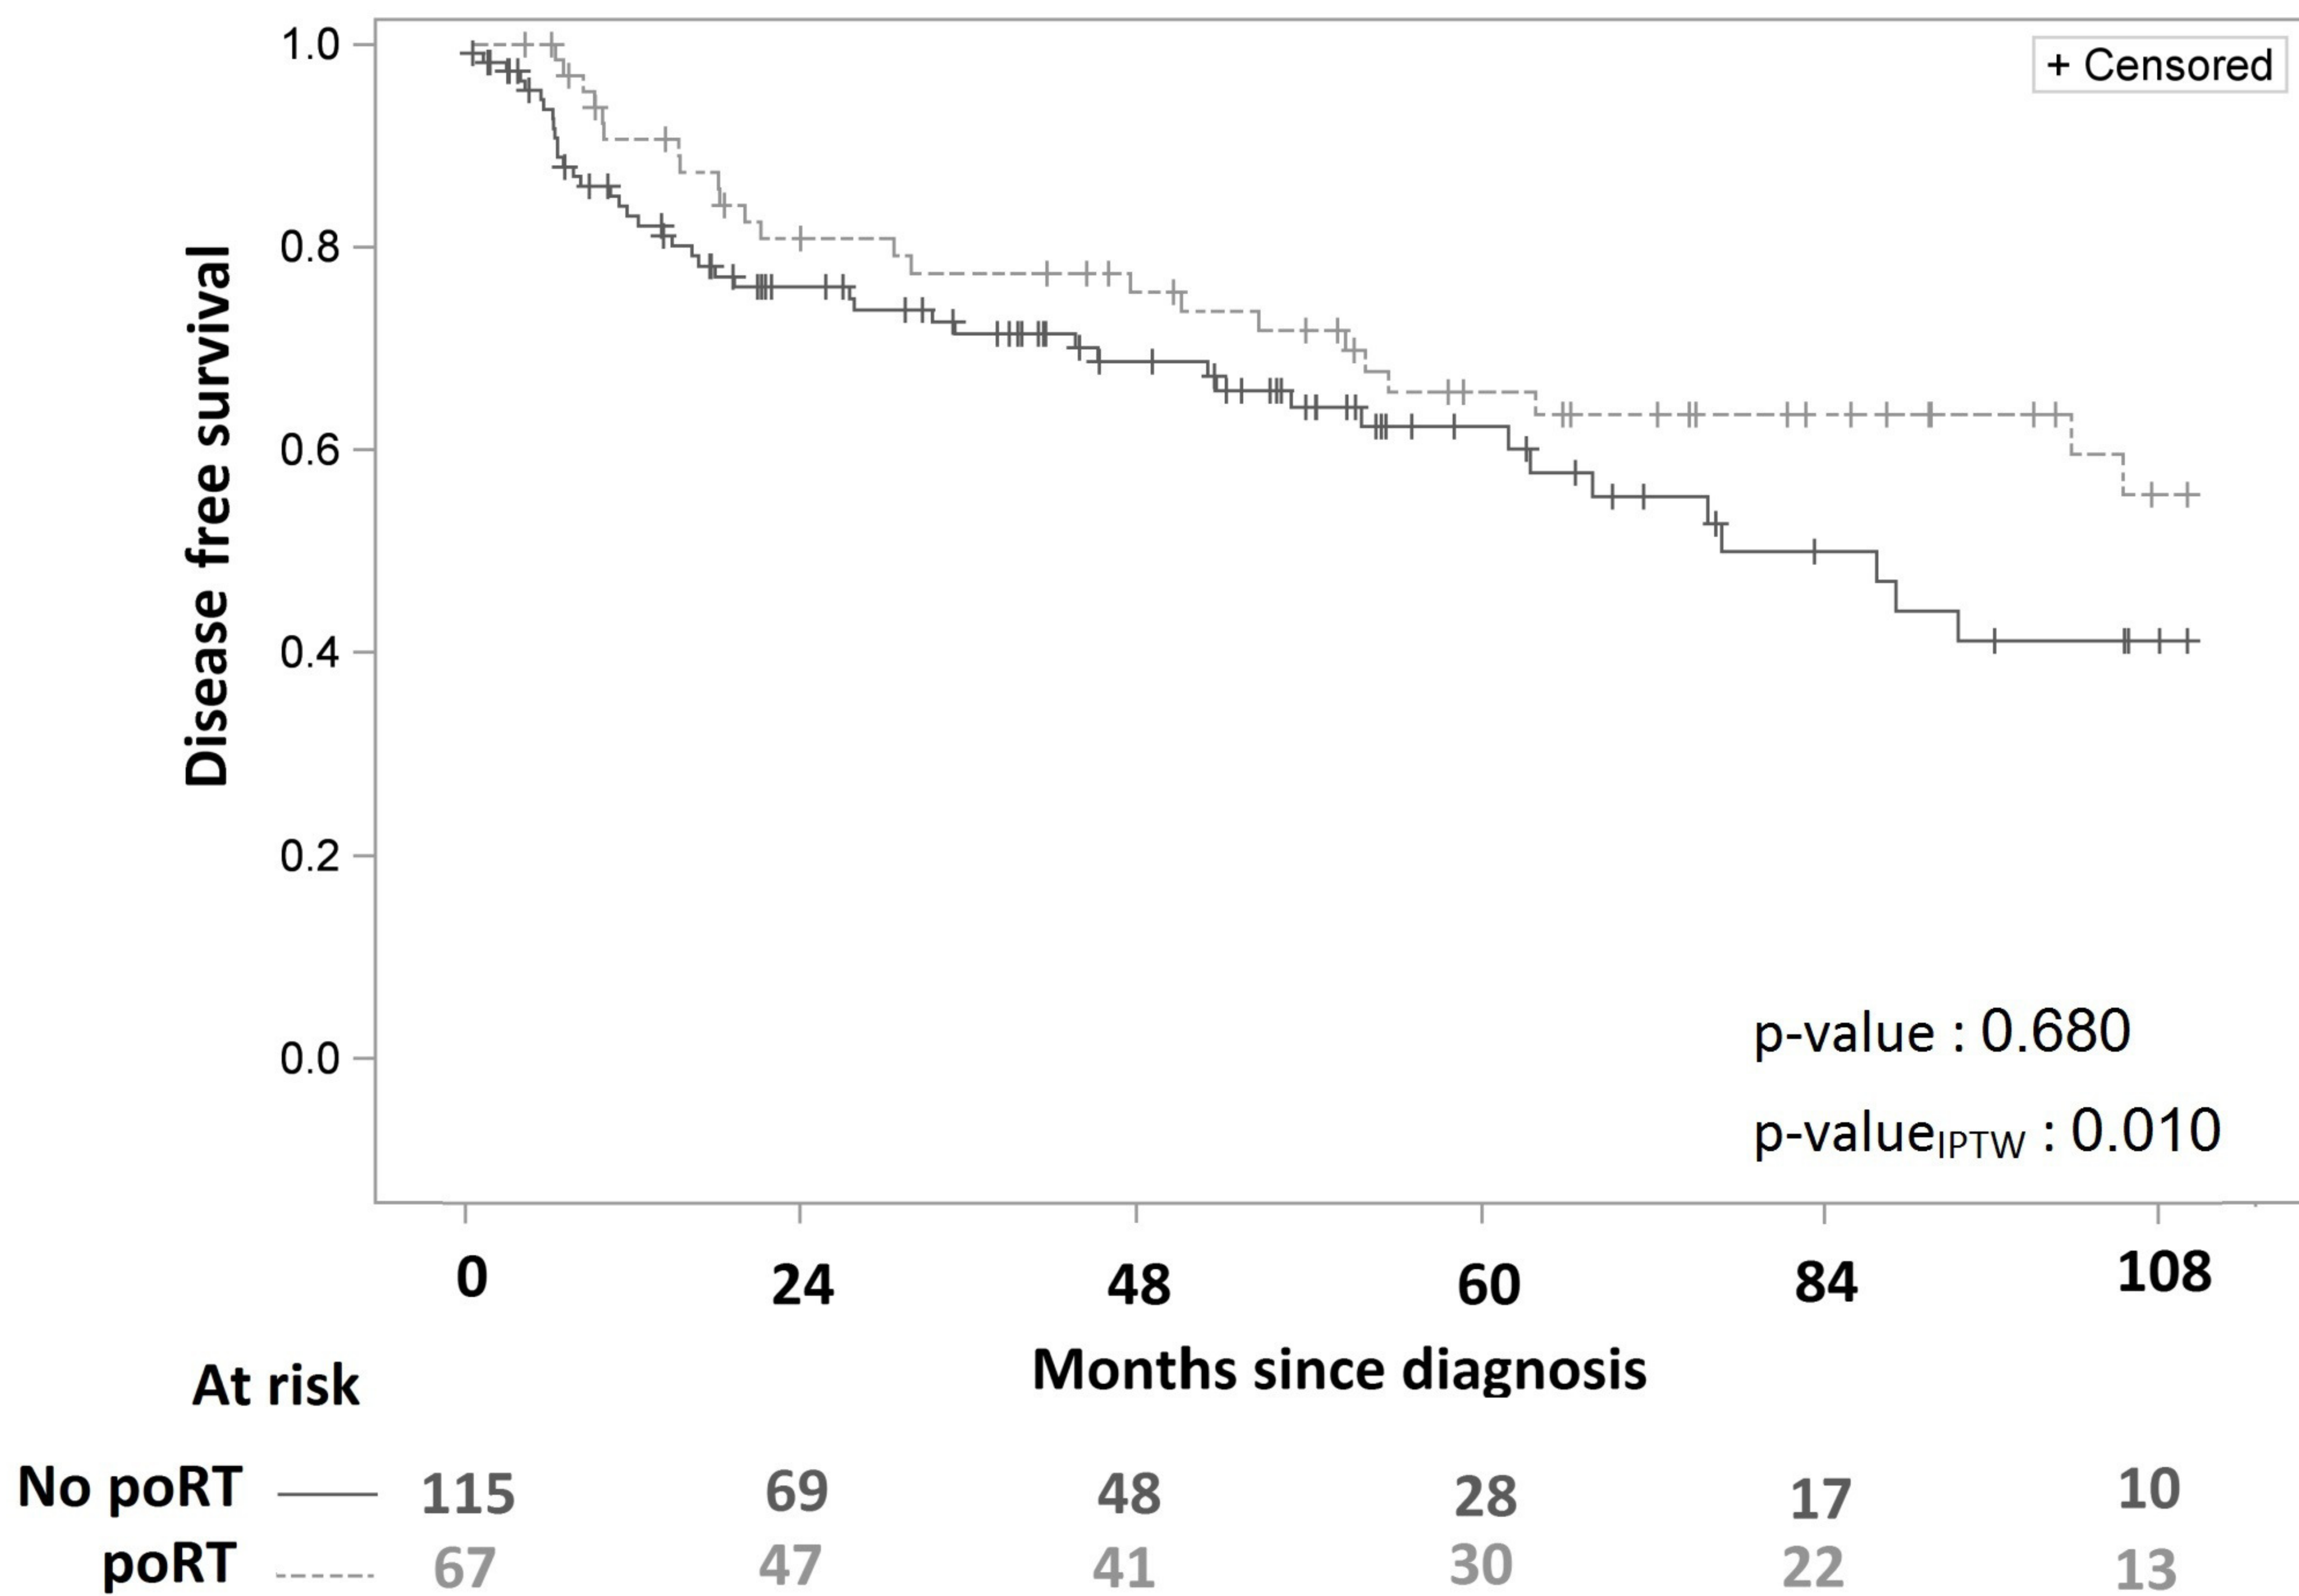 1.0
+ Censored
0.8
0.6
0.4
0.2
0.0
Disease free survival
p-value : 0.680
p-valueIPTW : 0.010
0 24 48 60 84 108
Months since diagnosis
At risk
No poRT 115 69 48 28 17 10
poRT 67 47 41 30 22 13